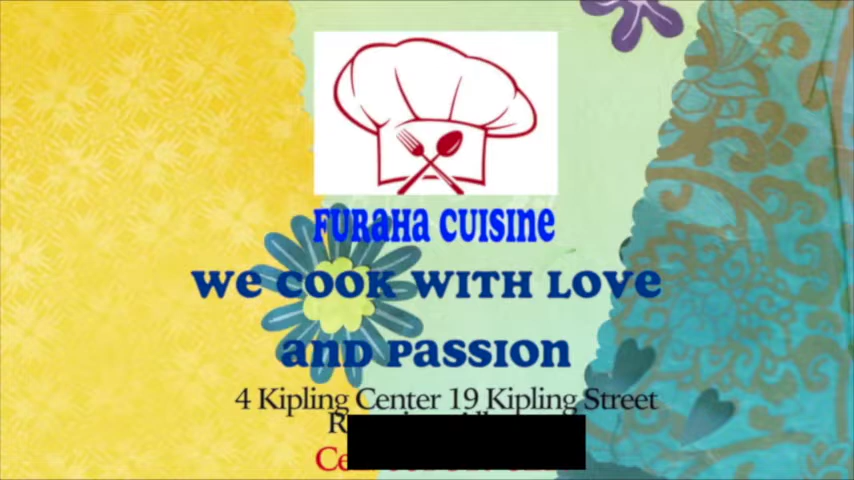 FURAHA CUISINE
WE COOK WITH LOVE
AND PASSION
4 Kipling Center 19 Kipling Street